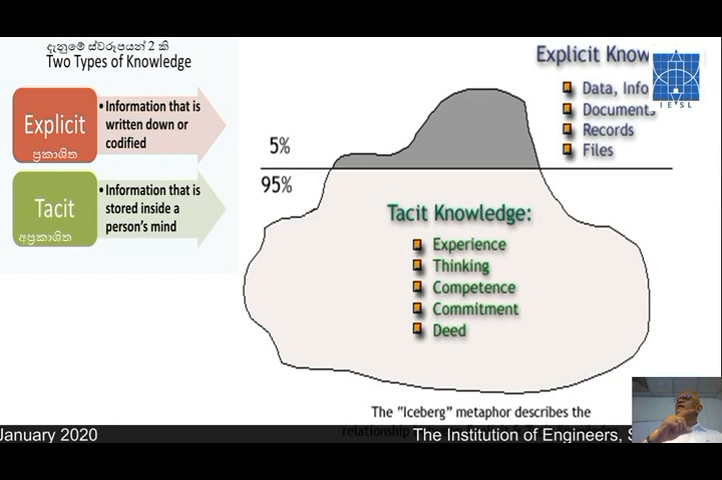 දැනුමේ ස්වරූපයන් 2 කි
Two Types of Knowledge
Explicit
ප්‍රකාශිත
• Information that is
written down or
codified
Tacit
අප්‍රකාශිත
• Information that is
stored inside a
person's mind
Explicit Know
Data, Info
Documents
Records
Files
IESL
5%
95%
Tacit Knowledge:
Experience
Thinking
Competence
Commitment
Deed
The "Iceberg" metaphor describes the
January 2020
The Institution of Engineers, S